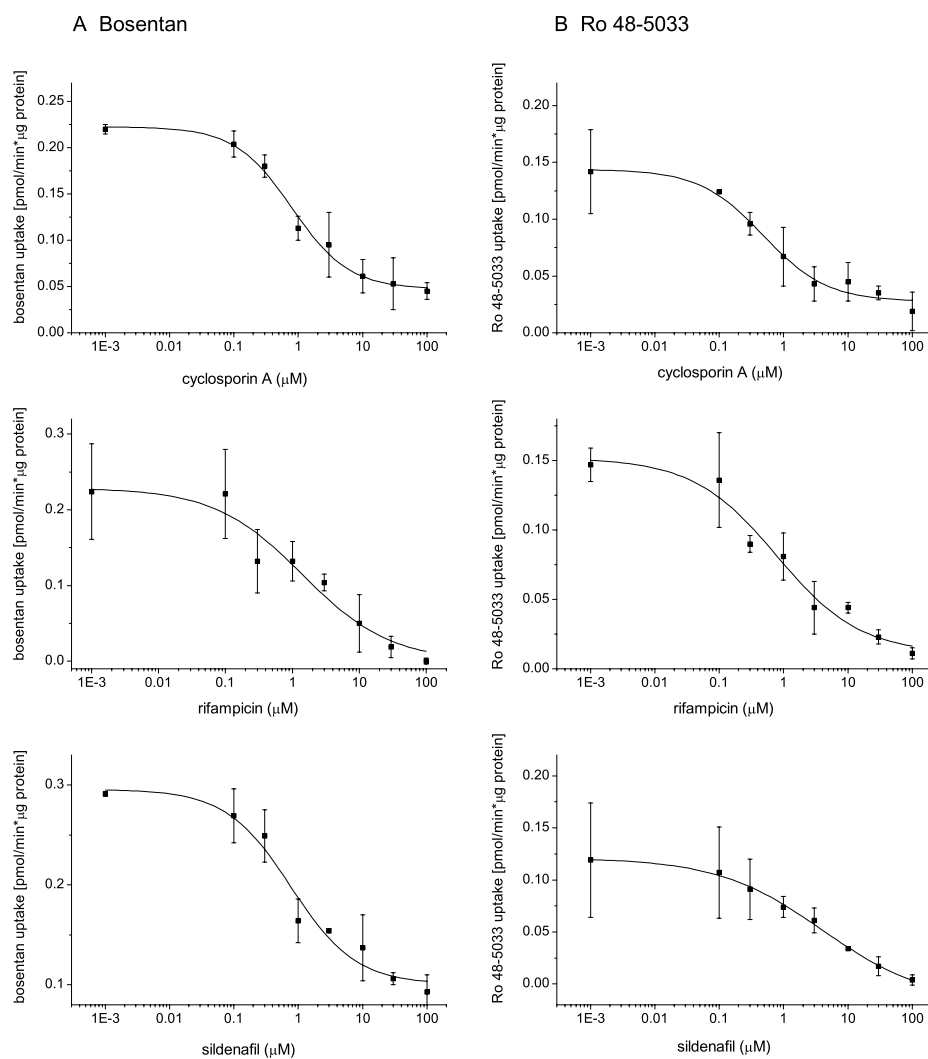 A Bosentan
bosentan uptake [pmol/min*μg protein]
0.25
0.20
0.15
0.10
0.05
0.00
1E-3 0.01 0.1 1 10 100
cyclosporin A (μM)
B Ro 48-5033
Ro 48-5033 uptake [pmol/min*μg protein]
0.20
0.15
0.10
0.05
0.00
1E-3 0.01 0.1 1 10 100
cyclosporin A (μM)
bosentan uptake [pmol/min*μg protein]
0.3
0.2
0.1
0.0
1E-3 0.01 0.1 1 10 100
rifampicin (μM)
Ro 48-5033 uptake [pmol/min*μg protein]
0.15
0.10
0.05
0.00
1E-3 0.01 0.1 1 10 100
rifampicin (μM)
bosentan uptake [pmol/min*μg protein]
0.3
0.2
0.1
1E-3 0.01 0.1 1 10 100
sildenafil (μM)
Ro 48-5033 uptake [pmol/min*μg protein]
0.20
0.15
0.10
0.05
0.00
1E-3 0.01 0.1 1 10 100
sildenafil (μM)